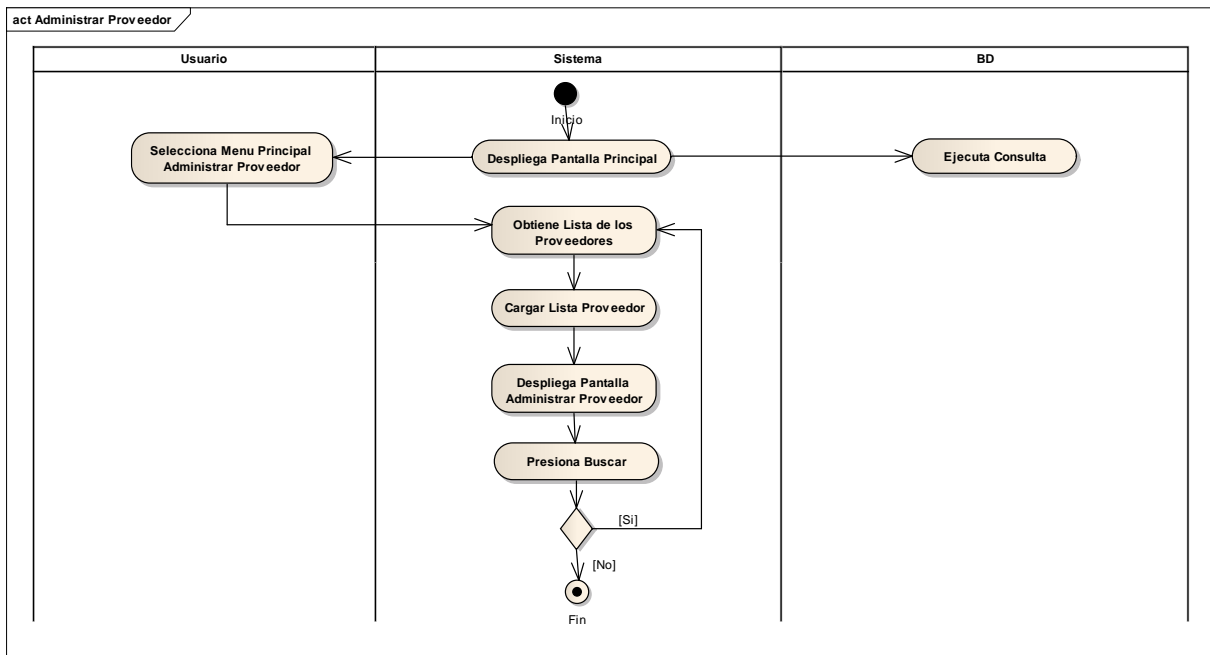 act Administrar Proveedor
Usuario
Sistema
BD
Inicio
Selecciona Menu Principal
Administrar Proveedor
Despliega Pantalla Principal
Ejecuta Consulta
Obtiene Lista de los
Proveedores
Cargar Lista Proveedor
Despliega Pantalla
Administrar Proveedor
Presiona Buscar
[Si]
[No]
Fin